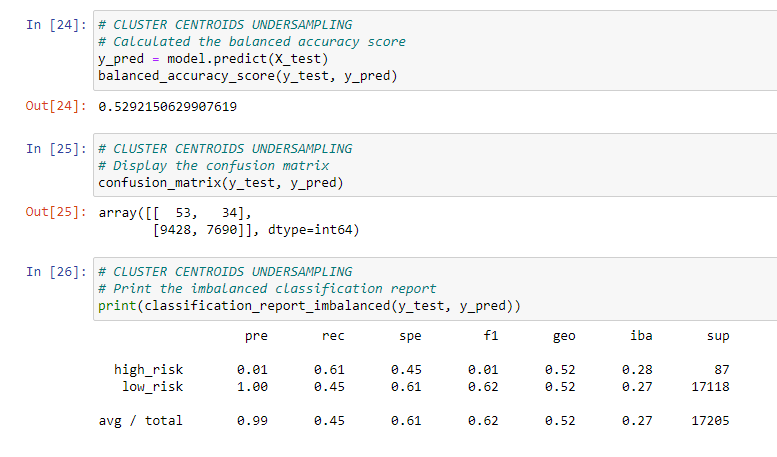 In [24]: # CLUSTER CENTROIDS UNDERSAMPLING
# Calculated the balanced accuracy score
y_pred = model.predict(X_test)
balanced_accuracy_score(y_test, y_pred)
Out[24]: 0.5292150629907619
In [25]: # CLUSTER CENTROIDS UNDERSAMPLING
# Display the confusion matrix
confusion_matrix(y_test, y_pred)
Out[25]: array([[  53,   34],
       [9428, 7690]], dtype=int64)
In [26]: # CLUSTER CENTROIDS UNDERSAMPLING
# Print the imbalanced classification report
print(classification_report_imbalanced(y_test, y_pred))
pre rec spe f1 geo iba sup
high_risk 0.01 0.61 0.45 0.01 0.52 0.28 87
low_risk 1.00 0.45 0.61 0.62 0.52 0.27 17118
avg / total 0.99 0.45 0.61 0.62 0.52 0.27 17205